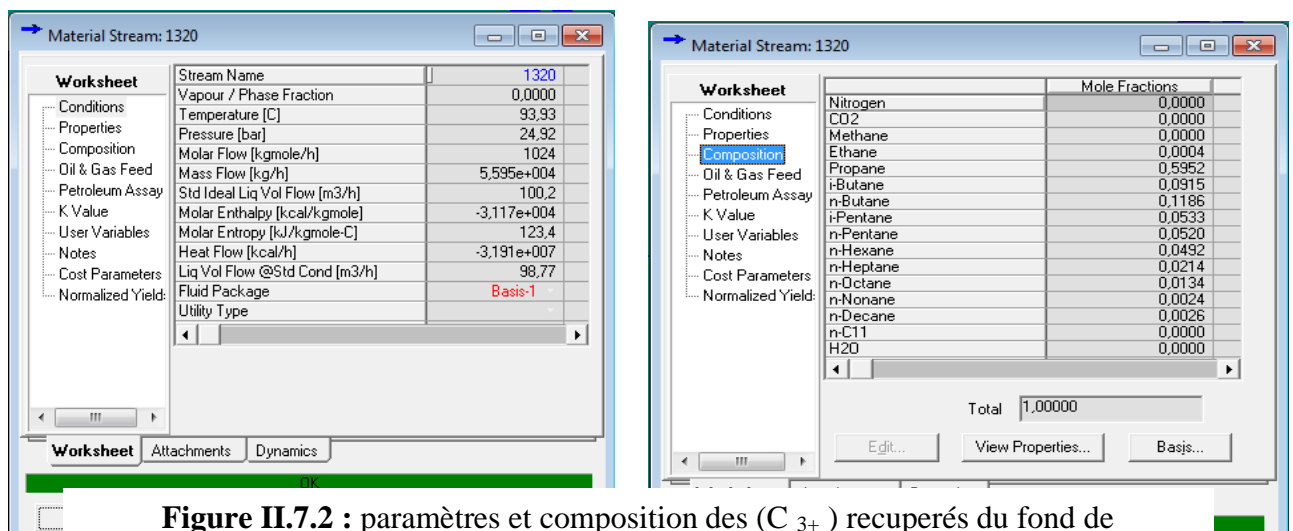 Material Stream: 1320
Worksheet
Conditions
Properties
Composition
Oil & Gas Feed
Petroleum Assay
K Value
User Variables
Notes
Cost Parameters
Normalized Yield:
Stream Name 1320
Vapour / Phase Fraction 0,0000
Temperature [C] 93,93
Pressure [bar] 24,92
Molar Flow [kgmole/h] 1024
Mass Flow [kg/h] 5,595e+004
Std Ideal Liq Vol Flow [m3/h] 100,2
Molar Enthalpy [kcal/kgmole] -3,117e+004
Molar Entropy [kJ/kgmole-C] 123,4
Heat Flow [kcal/h] -3,191e+007
Liq Vol Flow @Std Cond [m3/h] 98,77
Fluid Package Basis-1
Utility Type
Worksheet Attachments Dynamics
OK
Material Stream: 1320
Worksheet
Conditions
Properties
Composition
Oil & Gas Feed
Petroleum Assay
K Value
User Variables
Notes
Cost Parameters
Normalized Yield:
Mole Fractions
Nitrogen 0,0000
CO2 0,0000
Methane 0,0000
Ethane 0,0004
Propane 0,5952
i-Butane 0,0915
n-Butane 0,1186
i-Pentane 0,0533
n-Pentane 0,0520
n-Hexane 0,0492
n-Heptane 0,0214
n-Octane 0,0134
n-Nonane 0,0024
n-Decane 0,0026
n-C11 0,0000
H2O 0,0000
Total 1,00000
Edit... View Properties... Basis...
Figure II.7.2 : paramètres et composition des (C 3+ ) recuperés du fond de